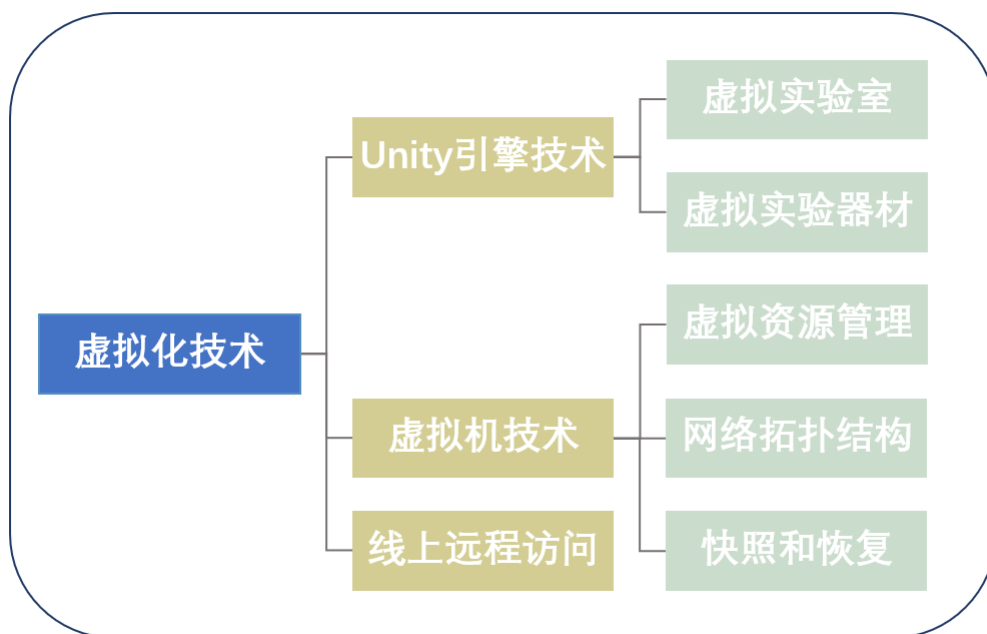 虚拟化技术
Unity引擎技术
虚拟实验室
虚拟实验器材
虚拟机技术
虚拟资源管理
网络拓扑结构
快照和恢复
线上远程访问